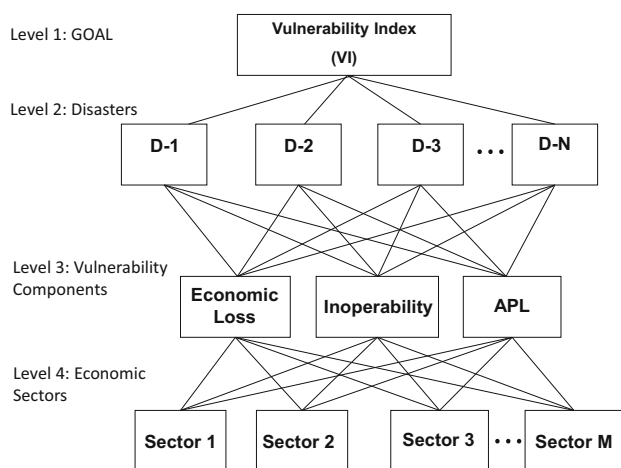 Level 1: GOAL
Vulnerability Index
(VI)
Level 2: Disasters
D-1
D-2
D-3
•••
D-N
Level 3: Vulnerability
Components
Economic
Loss
Inoperability
APL
Level 4: Economic
Sectors
Sector 1
Sector 2
Sector 3
•••
Sector M